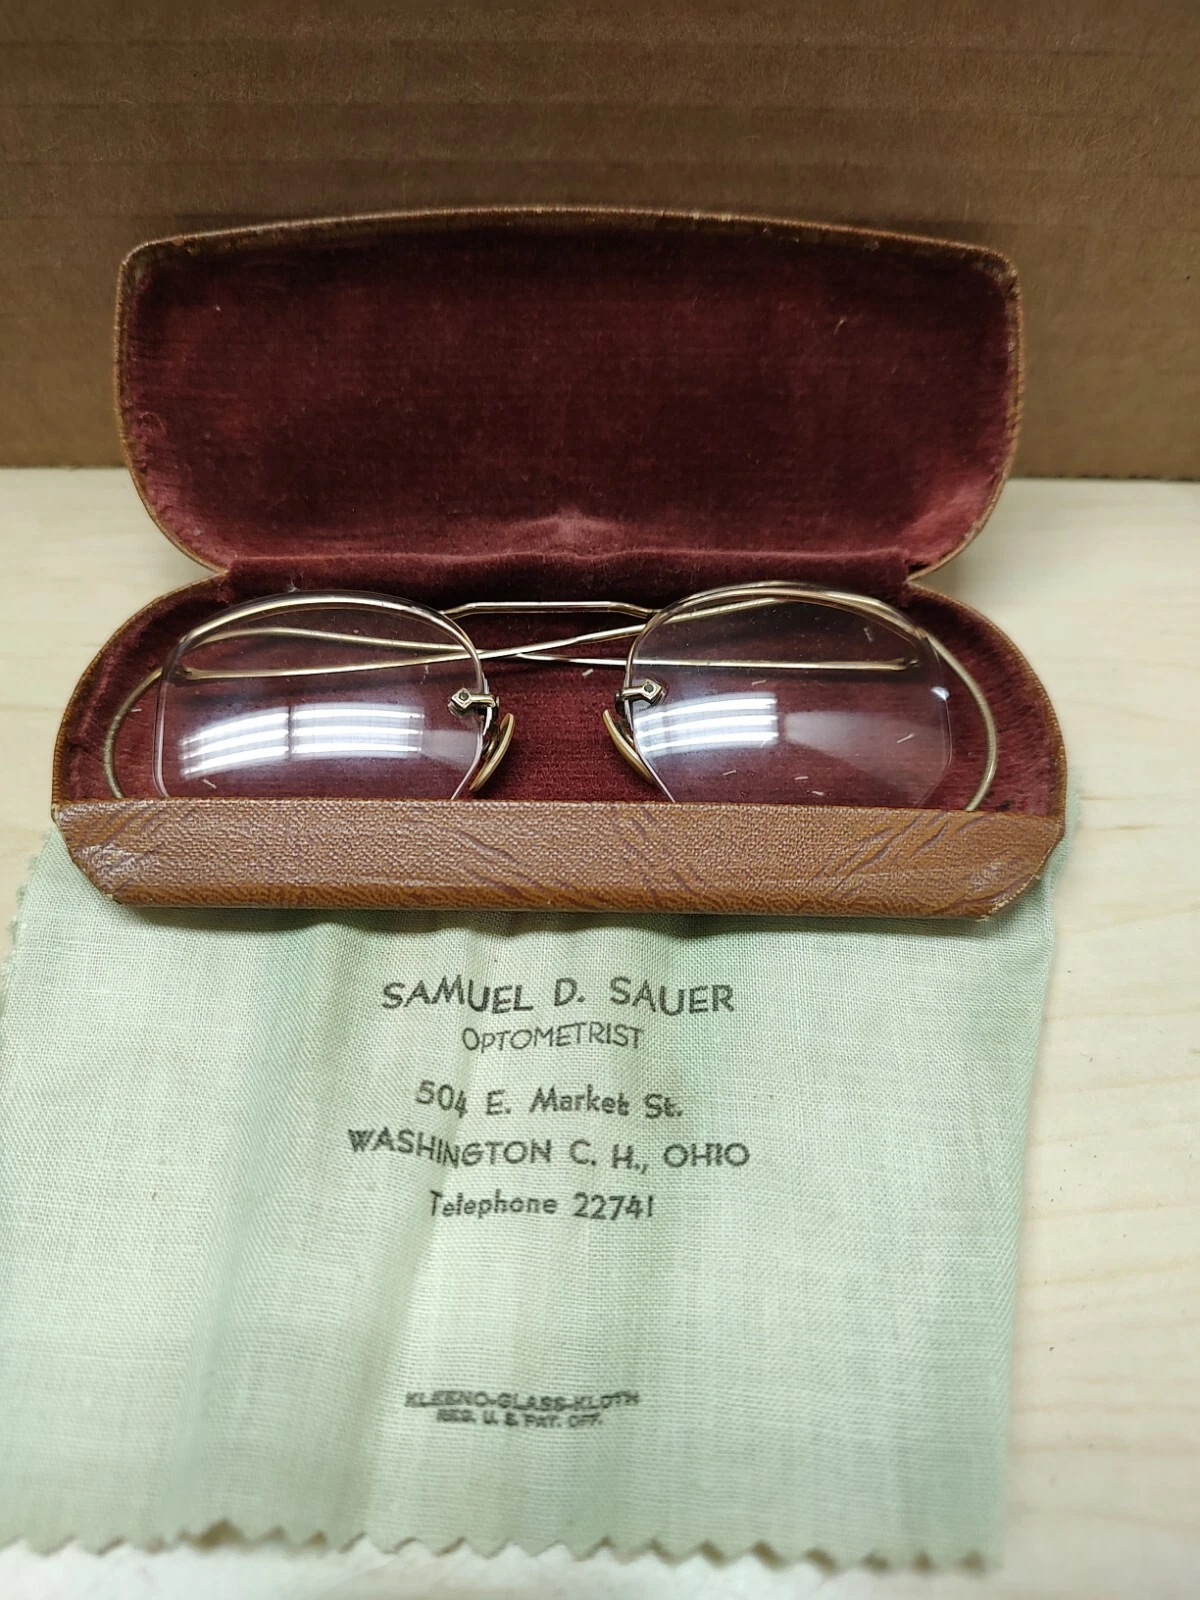 SAMUEL D. SAUER
OPTOMETRIST
504 E. Market St.
WASHINGTON C. H., OHIO
Telephone 22741
KLEENO-GLASS-KLOTH
REG. U. S. PAT. OFF.